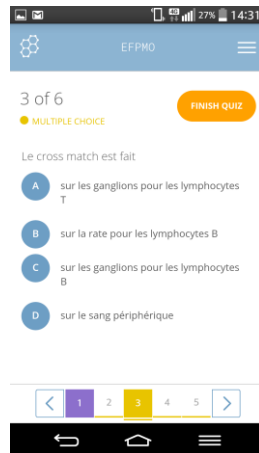 4G 27% 14:31
EFPMO
3 of 6
FINISH QUIZ
MULTIPLE CHOICE
Le cross match est fait
A sur les ganglions pour les lymphocytes
T
B sur la rate pour les lymphocytes B
C sur les ganglions pour les lymphocytes
B
D sur le sang périphérique
1 2 3 4 5